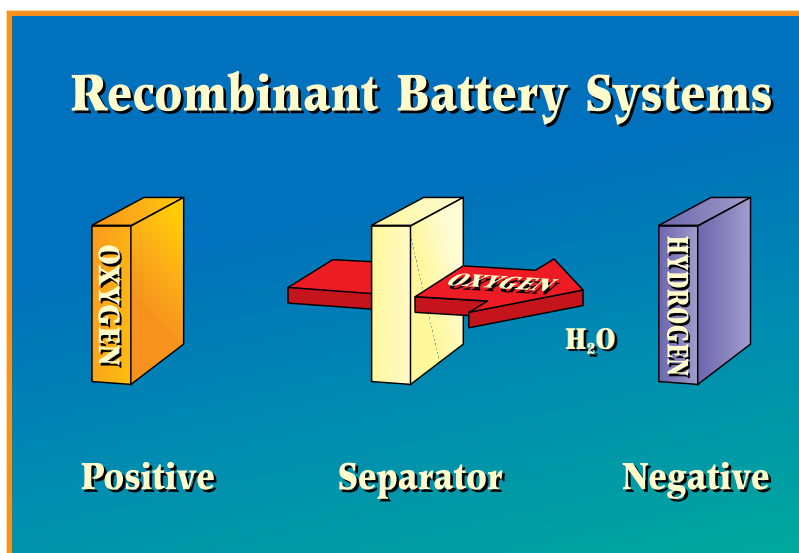 Recombinant Battery Systems
OXYGEN
OXYGEN
H₂O
HYDROGEN
Positive
Separator
Negative